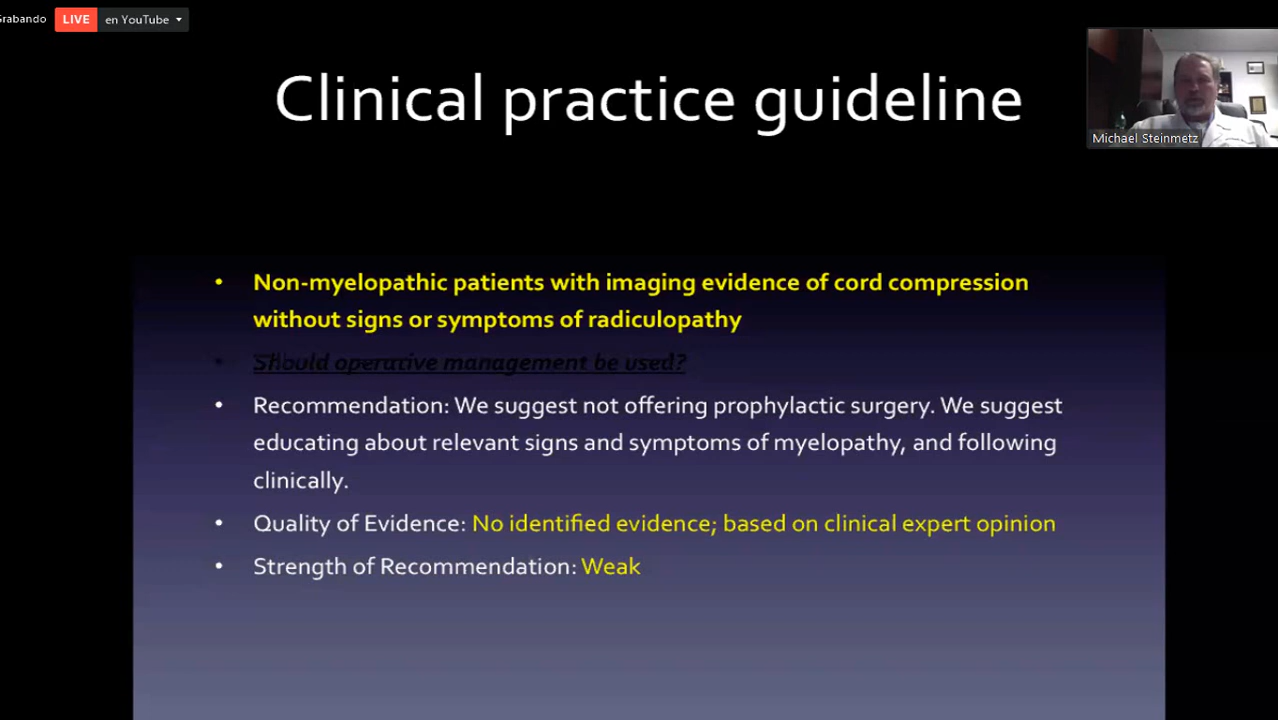 Grabando
LIVE en YouTube
Clinical practice guideline
Michael Steinmetz
• Non-myelopathic patients with imaging evidence of cord compression
without signs or symptoms of radiculopathy
• Should operative management be used?
• Recommendation: We suggest not offering prophylactic surgery. We suggest
educating about relevant signs and symptoms of myelopathy, and following
clinically.
• Quality of Evidence: No identified evidence; based on clinical expert opinion
• Strength of Recommendation: Weak